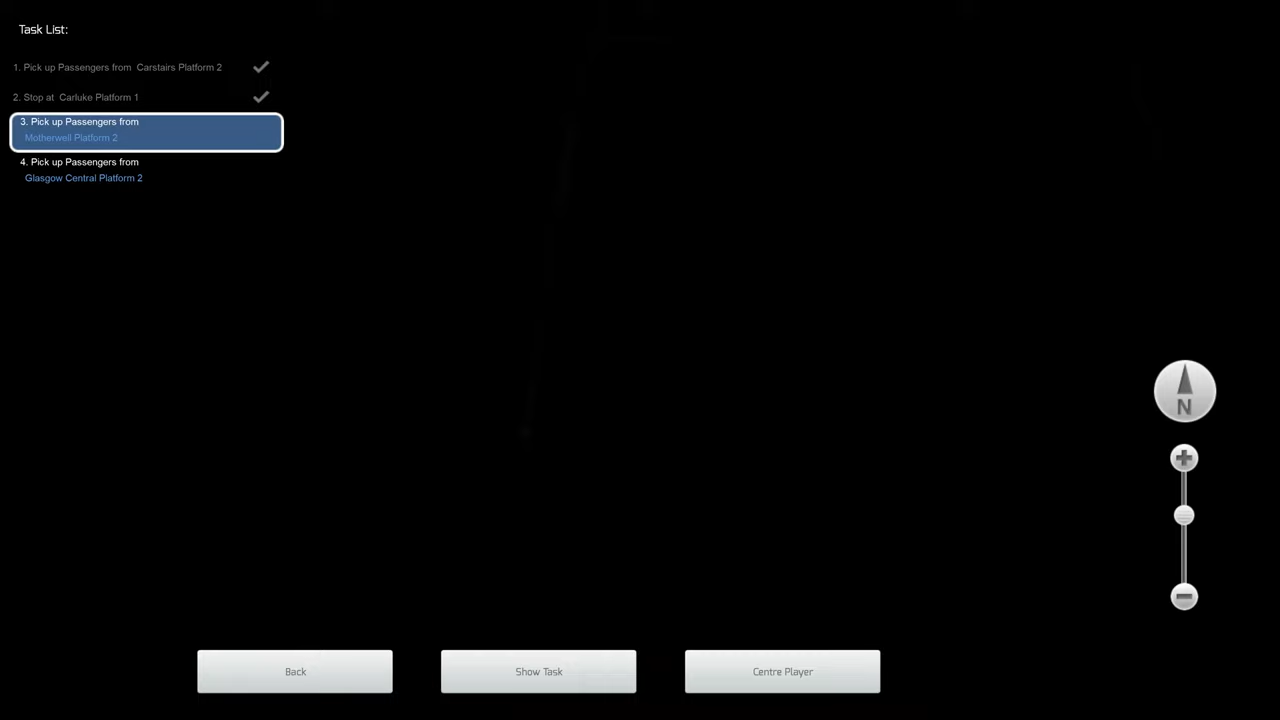 Task List:
1. Pick up Passengers from  Carstairs Platform 2
2. Stop at  Carluke Platform 1
3. Pick up Passengers from
Motherwell Platform 2
4. Pick up Passengers from
Glasgow Central Platform 2
N
Back
Show Task
Centre Player